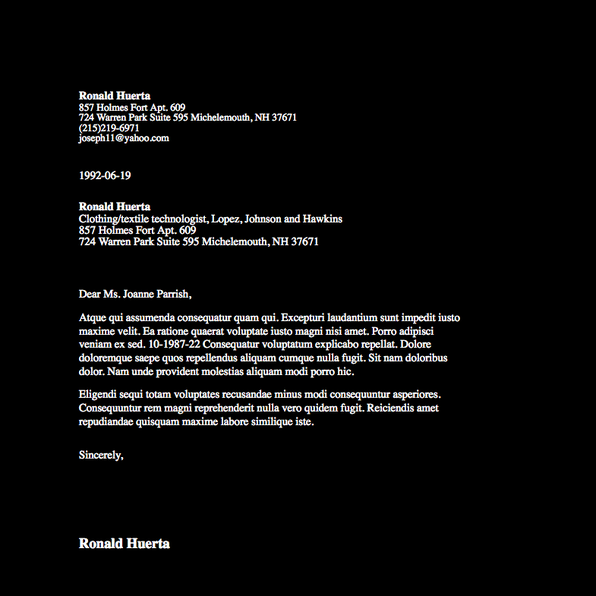 Ronald Huerta
857 Holmes Fort Apt. 609
724 Warren Park Suite 595 Michelemouth, NH 37671
(215)219-6971
joseph11@yahoo.com
1992-06-19
Ronald Huerta
Clothing/textile technologist, Lopez, Johnson and Hawkins
857 Holmes Fort Apt. 609
724 Warren Park Suite 595 Michelemouth, NH 37671
Dear Ms. Joanne Parrish,
Atque qui assumenda consequatur quam qui. Excepturi laudantium sunt impedit iusto
maxime velit. Ea ratione quaerat voluptate iusto magni nisi amet. Porro adipisci
veniam ex sed. 10-1987-22 Consequatur voluptatum explicabo repellat. Dolore
doloremque saepe quos repellendus aliquam cumque nulla fugit. Sit nam doloribus
dolor. Nam unde provident molestias aliquam modi porro hic.
Eligendi sequi totam voluptates recusandae minus modi consequuntur asperiores.
Consequuntur rem magni reprehenderit nulla vero quidem fugit. Reiciendis amet
repudiandae quisquam maxime labore similique iste.
Sincerely,
Ronald Huerta